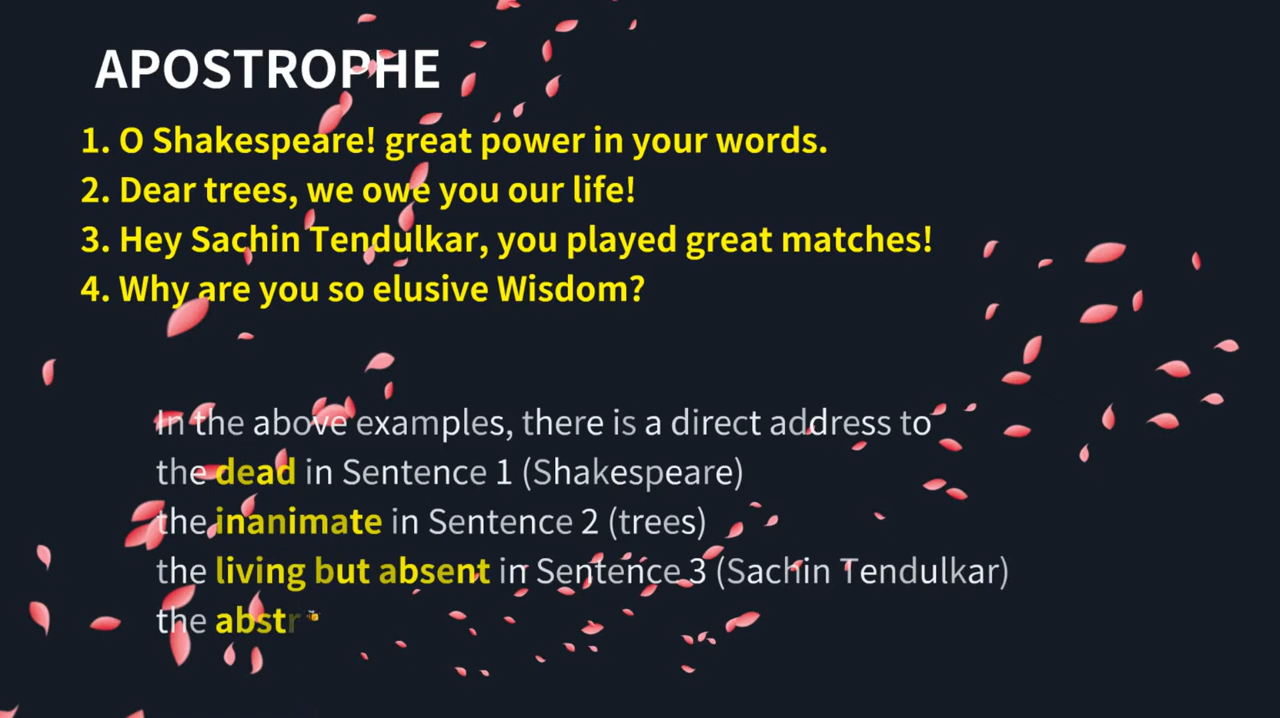 APOSTROPHE
1. O Shakespeare! great power in your words.
2. Dear trees, we owe you our life!
3. Hey Sachin Tendulkar, you played great matches!
4. Why are you so elusive Wisdom?
In the above examples, there is a direct address to
the dead in Sentence 1 (Shakespeare)
the inanimate in Sentence 2 (trees)
the living but absent in Sentence 3 (Sachin Tendulkar)
the abstr